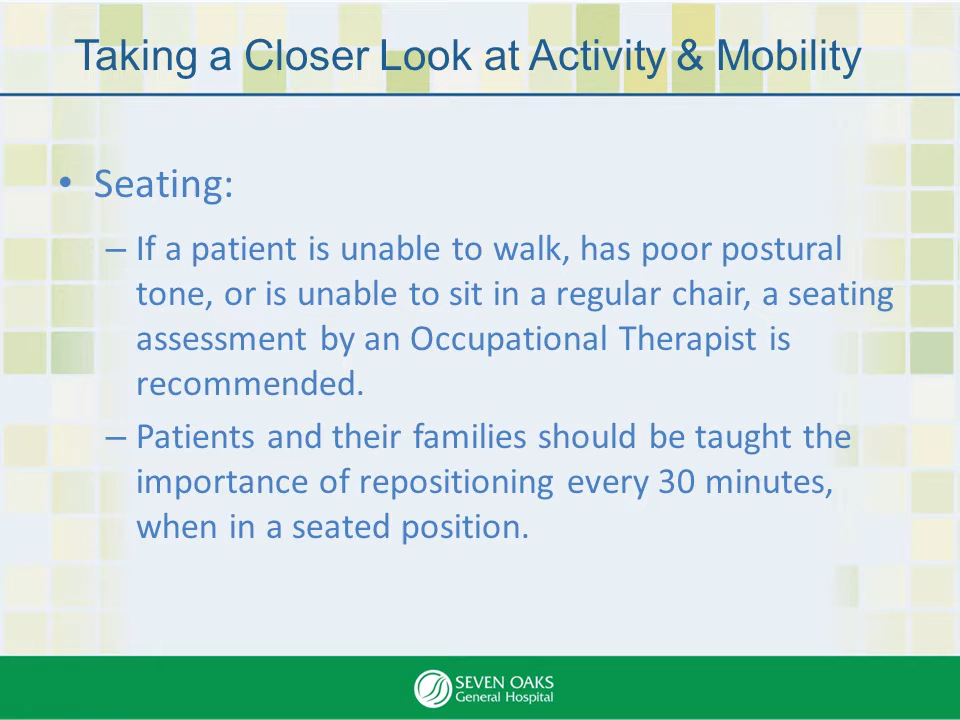 Taking a Closer Look at Activity & Mobility
• Seating:
– If a patient is unable to walk, has poor postural
tone, or is unable to sit in a regular chair, a seating
assessment by an Occupational Therapist is
recommended.
– Patients and their families should be taught the
importance of repositioning every 30 minutes,
when in a seated position.
SEVEN OAKS
General Hospital